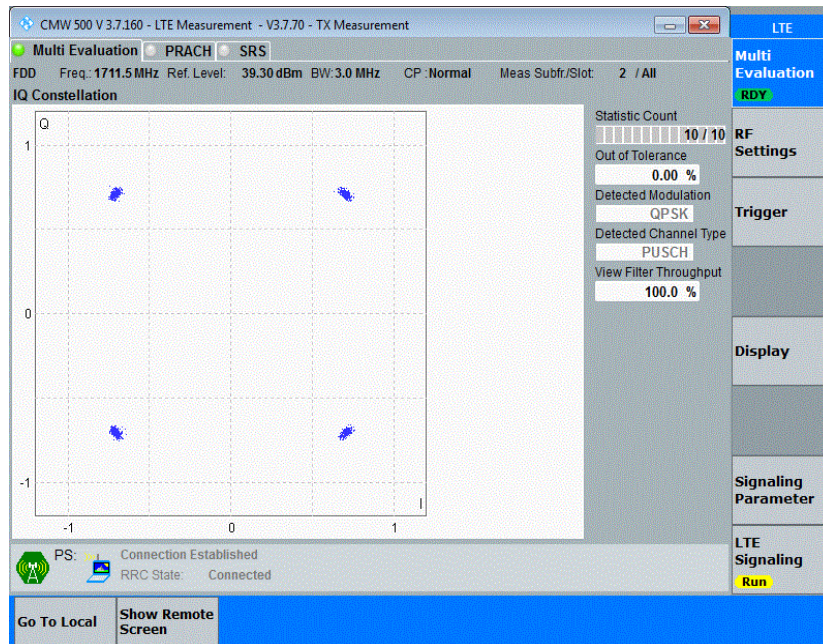 CMW 500 V 3.7.160 - LTE Measurement - V3.7.70 - TX Measurement
LTE
Multi Evaluation PRACH SRS
Multi
Evaluation
RDY
FDD Freq.: 1711.5 MHz Ref. Level: 39.30 dBm BW: 3.0 MHz CP : Normal Meas Subfr./Slot: 2 / All
IQ Constellation
Q
1
0
-1
-1
0
1
I
Statistic Count
10 / 10
Out of Tolerance
0.00 %
Detected Modulation
QPSK
Detected Channel Type
PUSCH
View Filter Throughput
100.0 %
RF
Settings
Trigger
Display
Signaling
Parameter
LTE
Signaling
Run
PS: Connection Established
RRC State: Connected
Go To Local
Show Remote
Screen